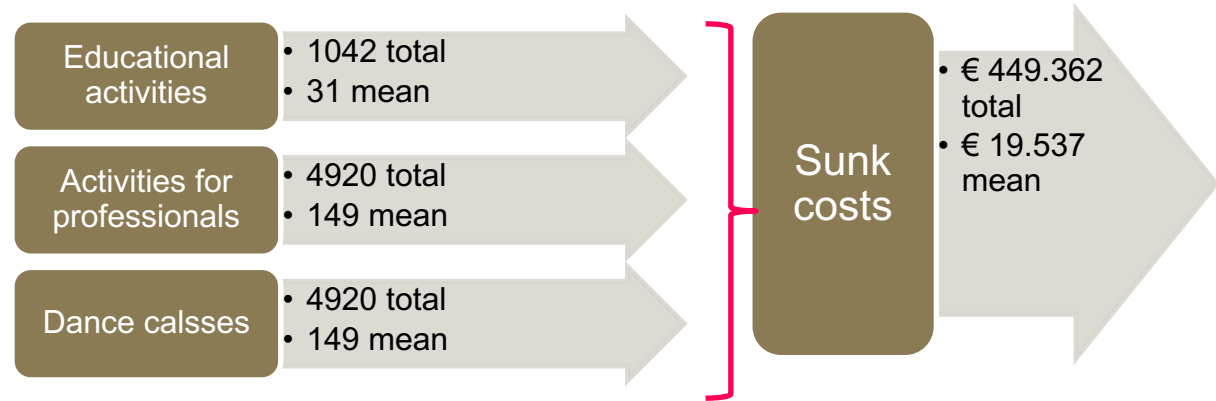 Educational
activities
• 1042 total
• 31 mean
Activities for
professionals
• 4920 total
• 149 mean
Dance calsses
• 4920 total
• 149 mean
Sunk
costs
• € 449.362
total
• € 19.537
mean